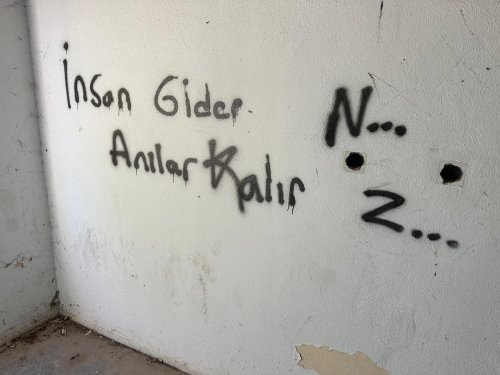 İnsan Gider
Anılar Kalır
N...
Z...